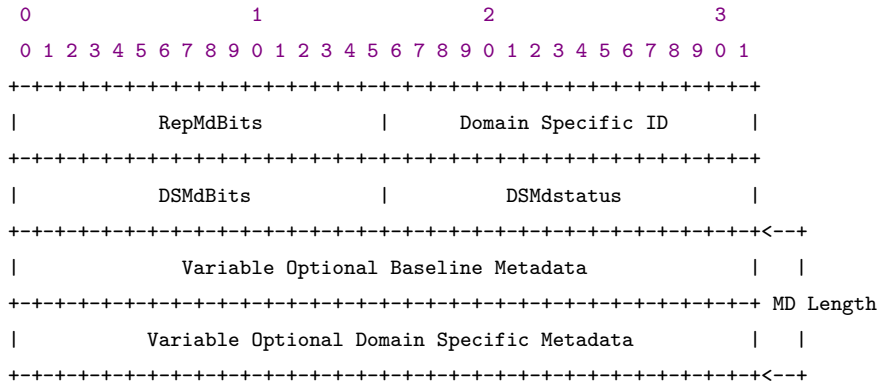 0                   1                   2                   3
0 1 2 3 4 5 6 7 8 9 0 1 2 3 4 5 6 7 8 9 0 1 2 3 4 5 6 7 8 9 0 1
+-+-+-+-+-+-+-+-+-+-+-+-+-+-+-+-+-+-+-+-+-+-+-+-+-+-+-+-+-+-+-+-+
|            RepMdBits          |      Domain Specific ID       |
+-+-+-+-+-+-+-+-+-+-+-+-+-+-+-+-+-+-+-+-+-+-+-+-+-+-+-+-+-+-+-+-+
|            DSMdBits           |          DSMdstatus           |
+-+-+-+-+-+-+-+-+-+-+-+-+-+-+-+-+-+-+-+-+-+-+-+-+-+-+-+-+-+-+-+-+<--+
|              Variable Optional Baseline Metadata              |   |
+-+-+-+-+-+-+-+-+-+-+-+-+-+-+-+-+-+-+-+-+-+-+-+-+-+-+-+-+-+-+-+-+ MD Length
|           Variable Optional Domain Specific Metadata          |   |
+-+-+-+-+-+-+-+-+-+-+-+-+-+-+-+-+-+-+-+-+-+-+-+-+-+-+-+-+-+-+-+-+<--+